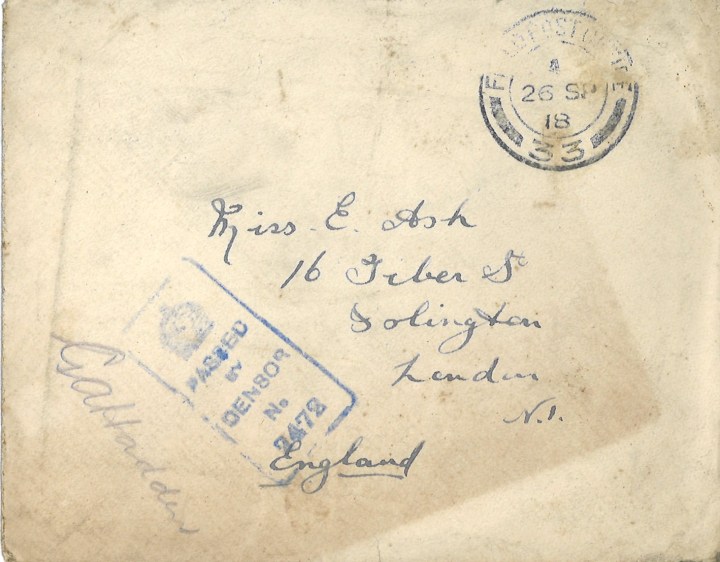 FIELD POST OFFICE
A
26 SP
18
33
Miss. E. Ash
16 Tiber St
Islington
London
N.1.
England
PASSED
BY
CENSOR
No
2472